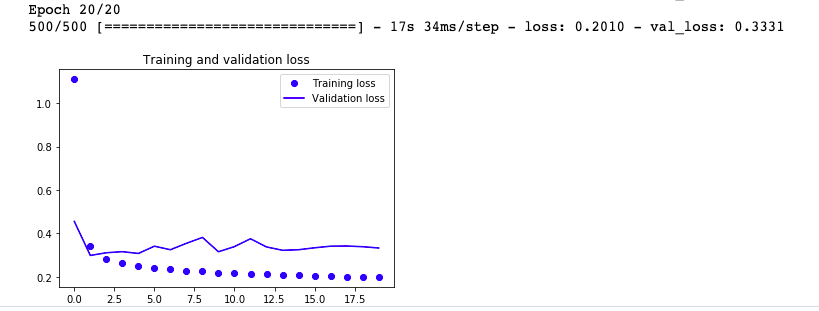 Epoch 20/20
500/500 [==============================] - 17s 34ms/step - loss: 0.2010 - val_loss: 0.3331
Training and validation loss
Training loss
Validation loss
1.0
0.8
0.6
0.4
0.2
0.0 2.5 5.0 7.5 10.0 12.5 15.0 17.5